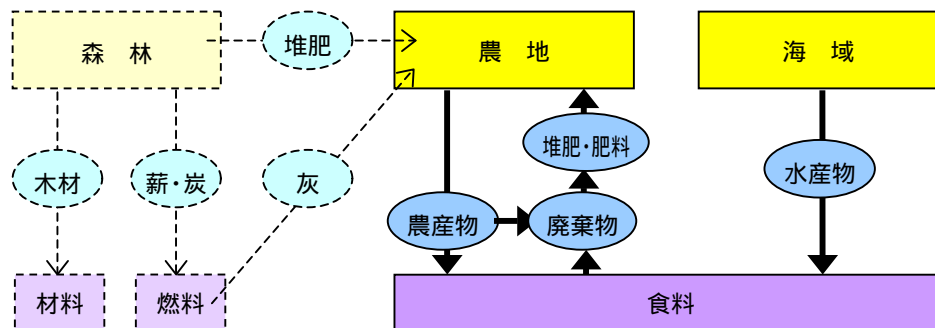 森　林
堆肥
農　地
海　域
堆肥・肥料
木材
薪・炭
灰
水産物
農産物
廃棄物
材料
燃料
食料